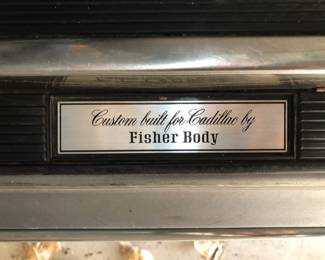 Custom built for Cadillac by
Fisher Body